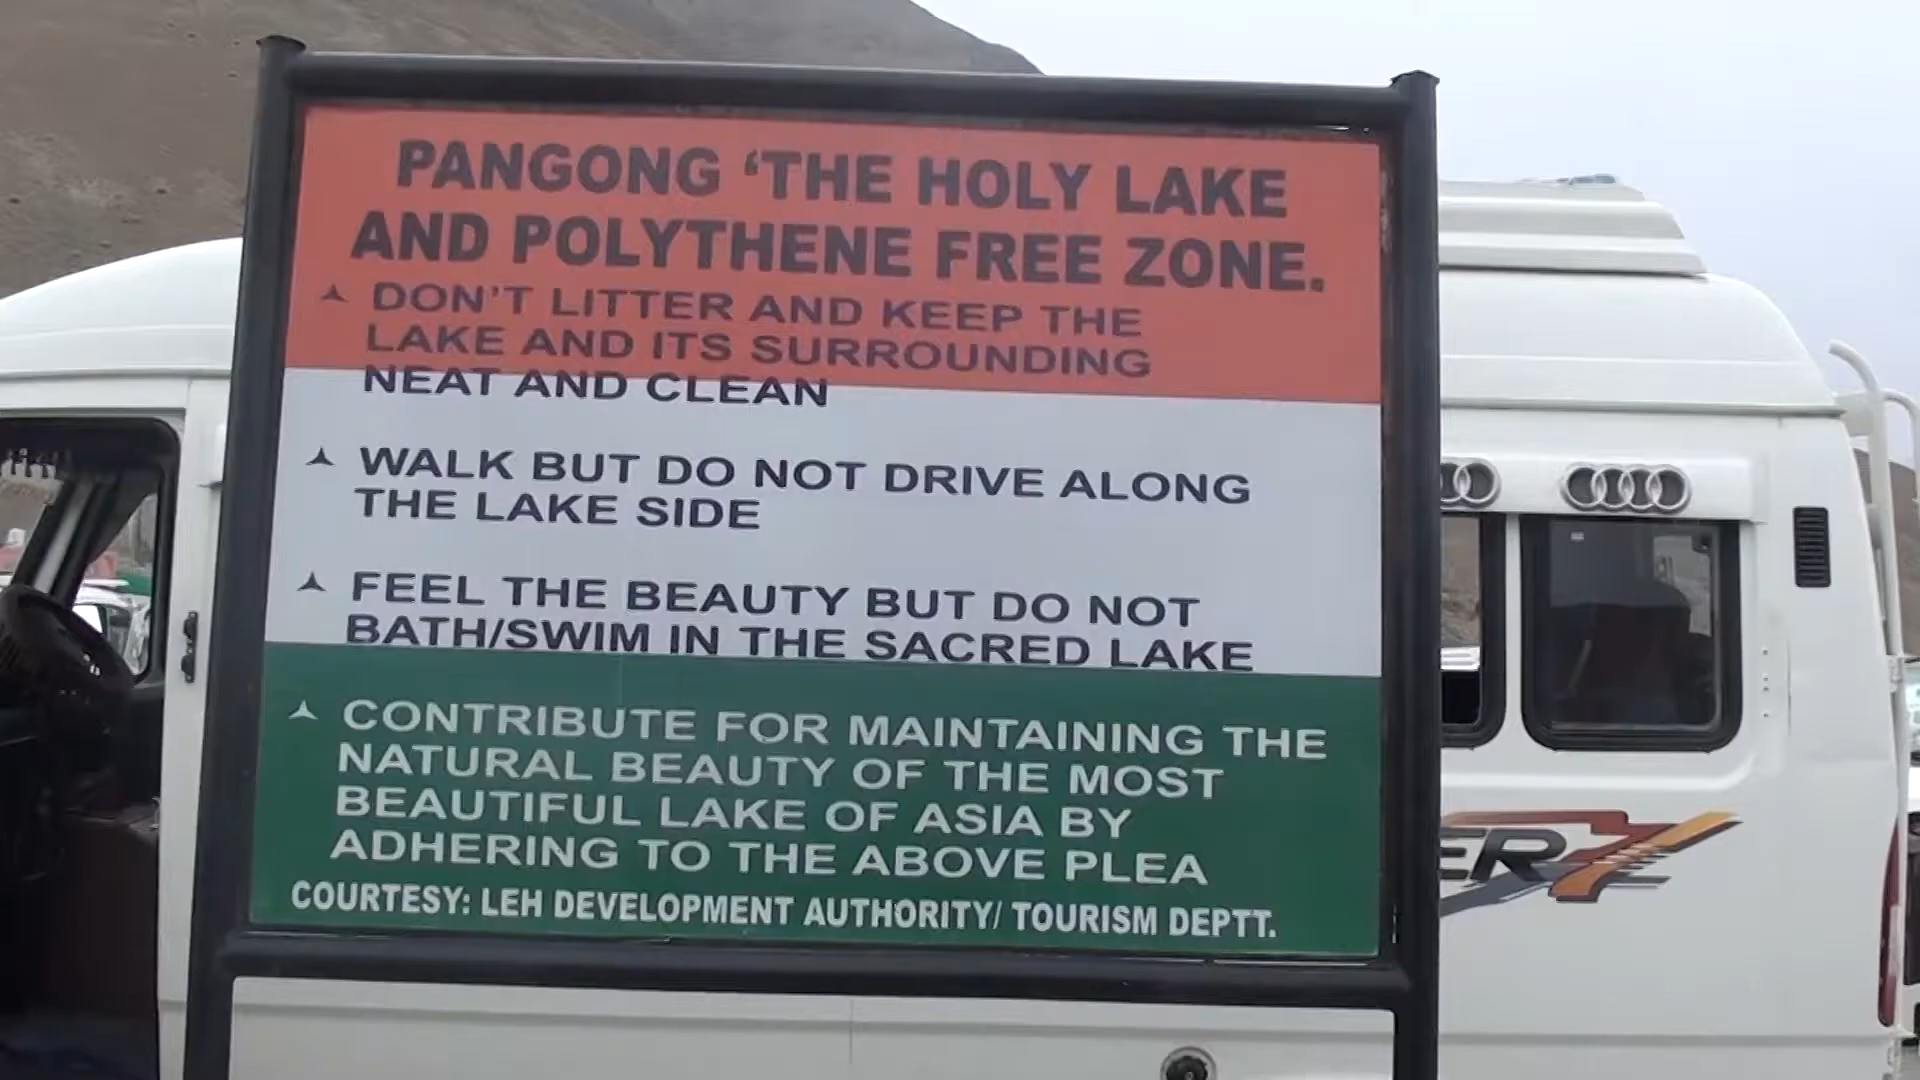 PANGONG ‘THE HOLY LAKE
AND POLYTHENE FREE ZONE.
DON'T LITTER AND KEEP THE
LAKE AND ITS SURROUNDING
NEAT AND CLEAN
WALK BUT DO NOT DRIVE ALONG
THE LAKE SIDE
FEEL THE BEAUTY BUT DO NOT
BATH/SWIM IN THE SACRED LAKE
CONTRIBUTE FOR MAINTAINING THE
NATURAL BEAUTY OF THE MOST
BEAUTIFUL LAKE OF ASIA BY
ADHERING TO THE ABOVE PLEA
COURTESY: LEH DEVELOPMENT AUTHORITY/ TOURISM DEPTT.
ER